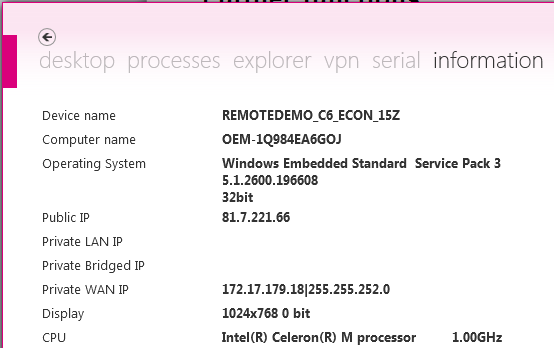 desktop processes explorer vpn serial information
Device name REMOTEDEMO_C6_ECON_15Z
Computer name OEM-1Q984EA6GOJ
Operating System Windows Embedded Standard Service Pack 3
5.1.2600.196608
32bit
Public IP 81.7.221.66
Private LAN IP
Private Bridged IP
Private WAN IP 172.17.179.18|255.255.252.0
Display 1024x768 0 bit
CPU Intel(R) Celeron(R) M processor 1.00GHz